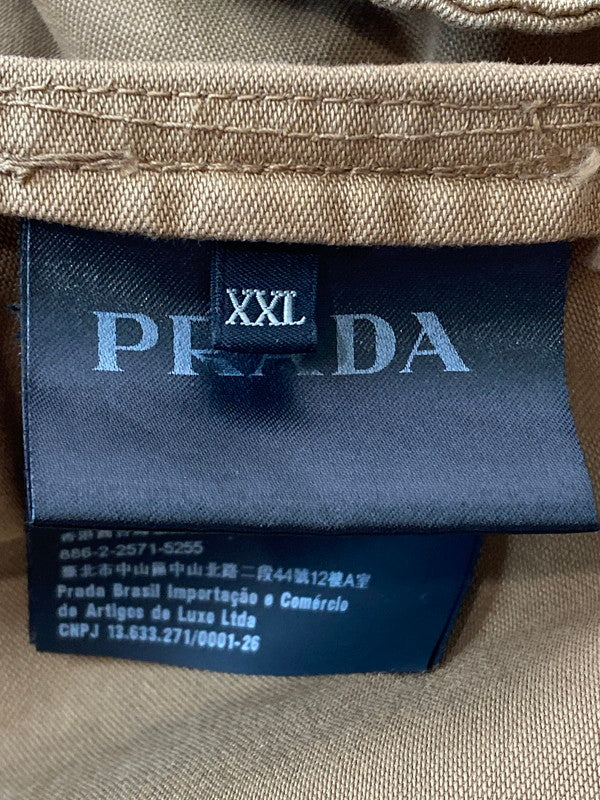 XXL
PRADA
886-2-2571-5255
臺北市中山區中山北路二段44號12樓A室
Prada Brasil Importação e Comércio
de Artigos de Luxo Ltda
CNPJ 13.633.271/0001-26